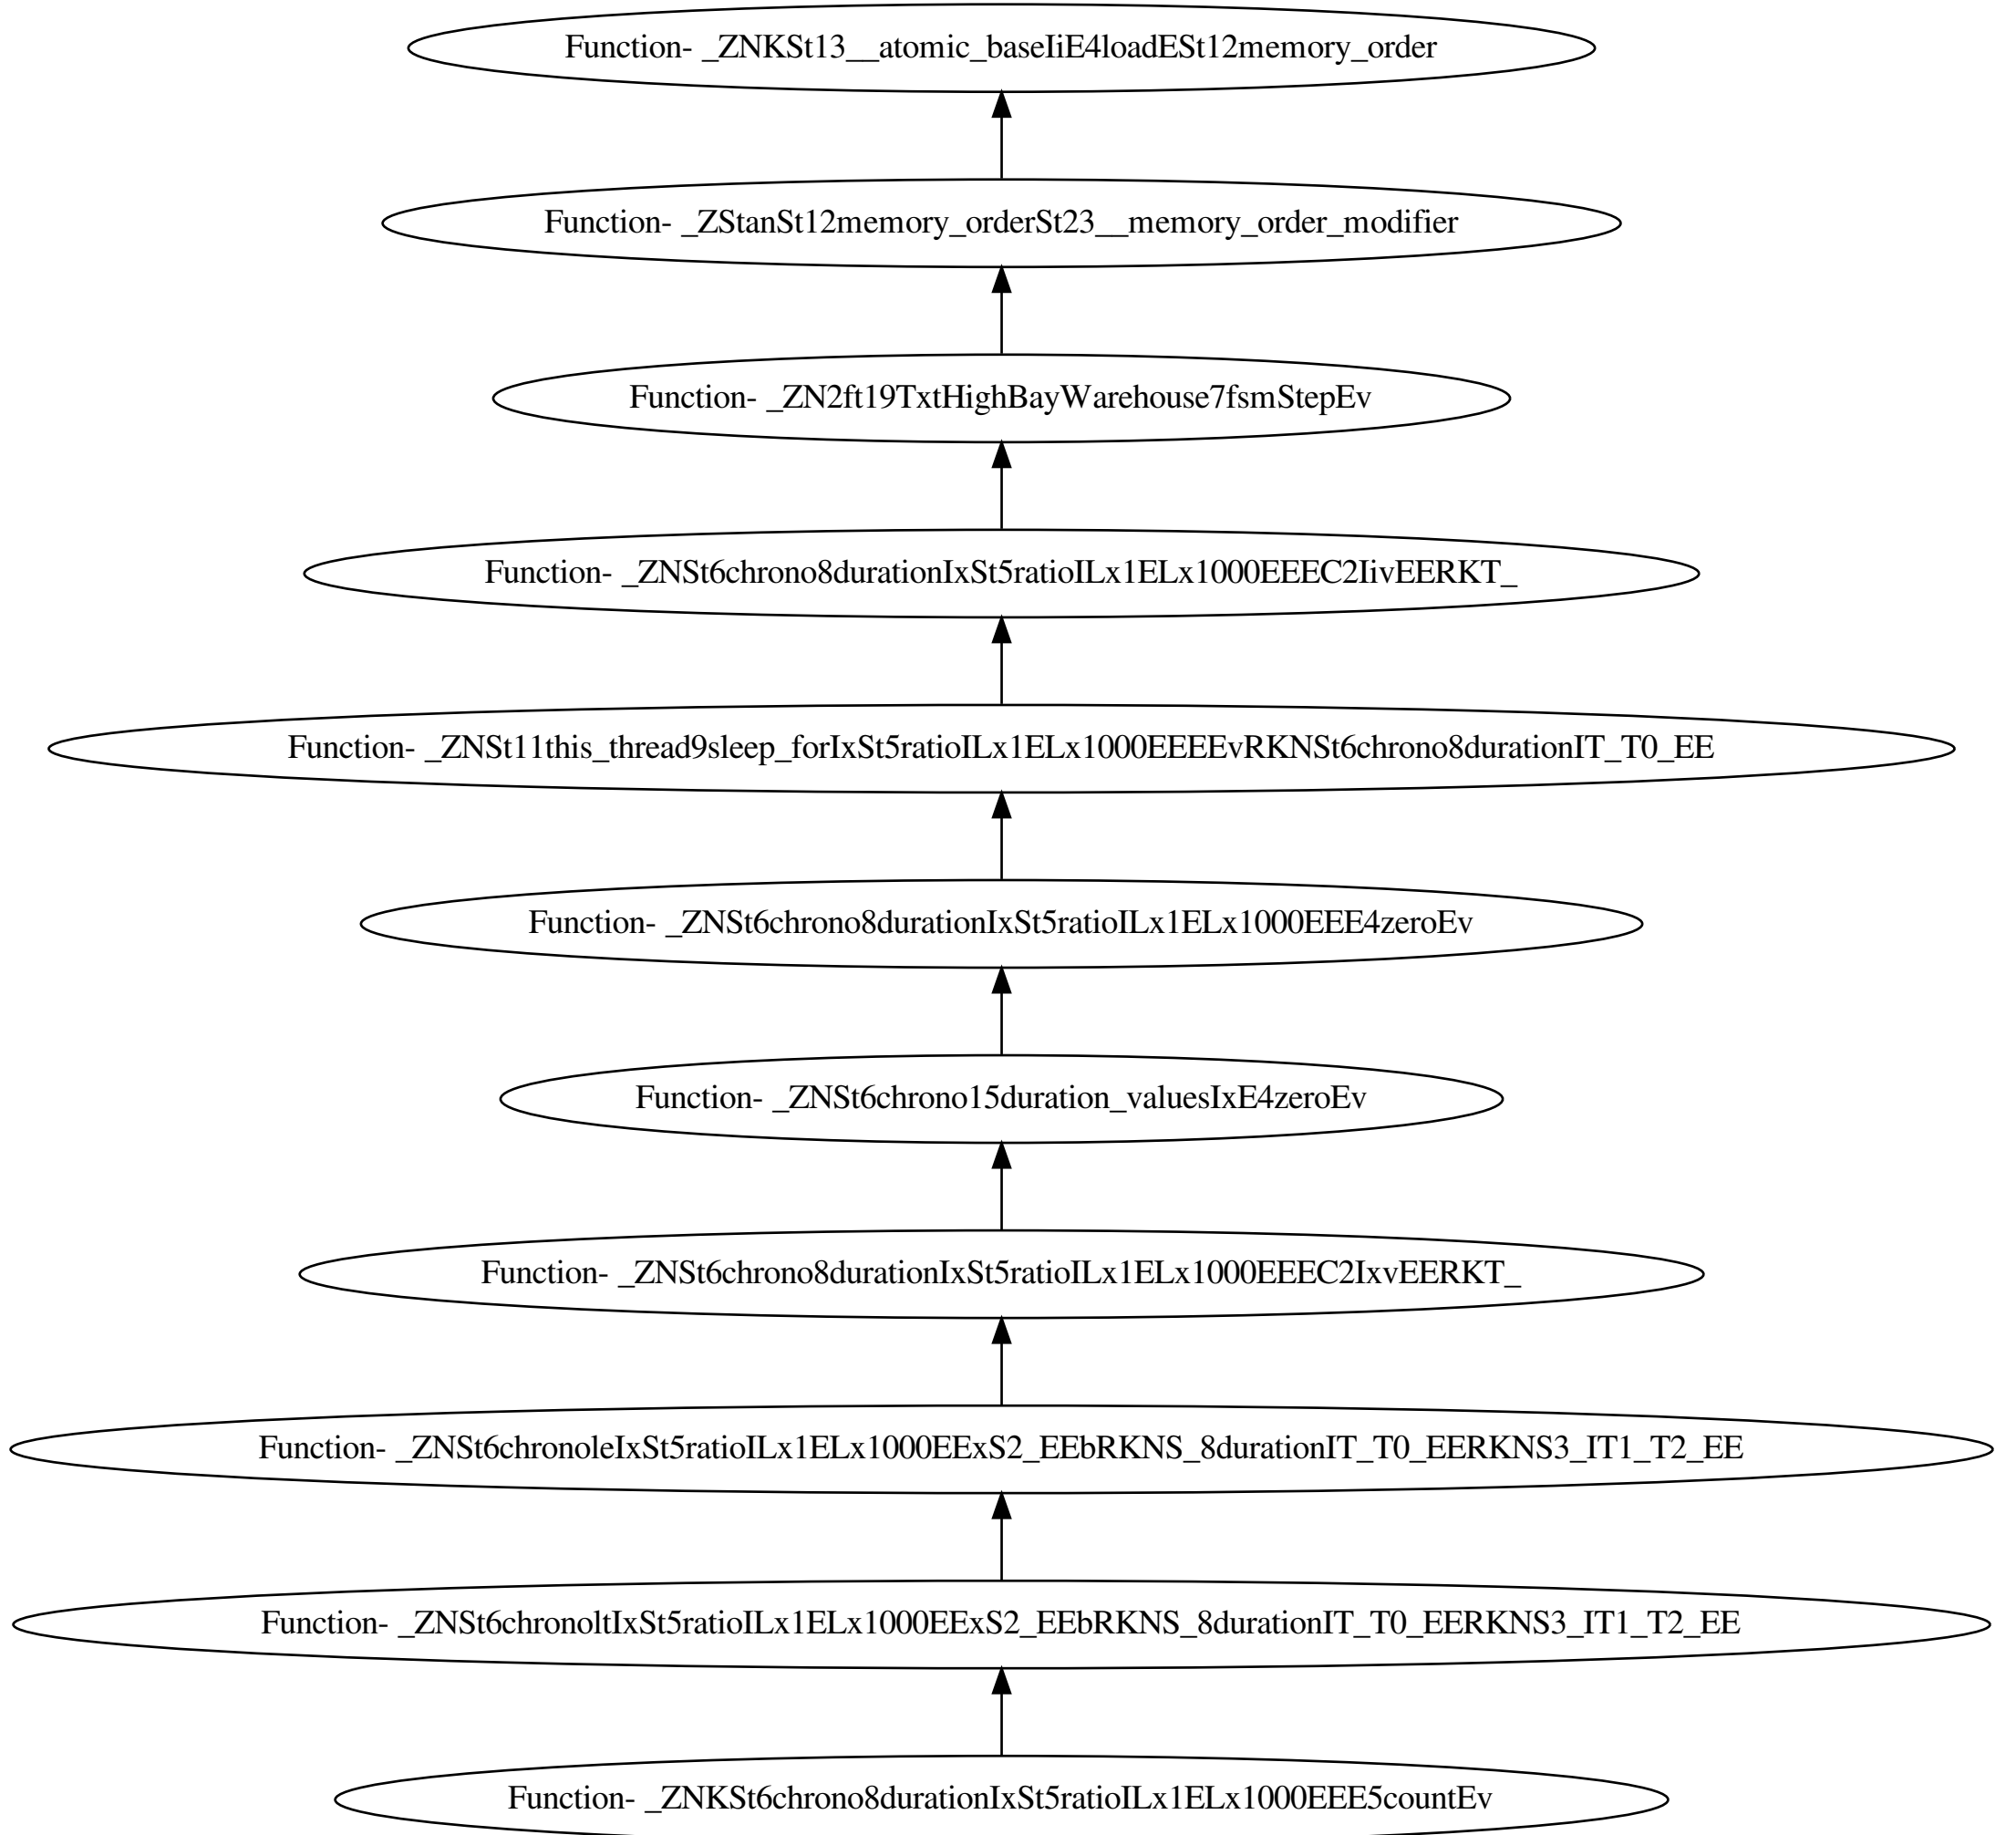 Function- _ZNKSt13__atomic_baseIiE4loadESt12memory_order
Function- _ZStanSt12memory_orderSt23__memory_order_modifier
Function- _ZN2ft19TxtHighBayWarehouse7fsmStepEv
Function- _ZNSt6chrono8durationIxSt5ratioILx1ELx1000EEEC2IivEERKT_
Function- _ZNSt11this_thread9sleep_forIxSt5ratioILx1ELx1000EEEEvRKNSt6chrono8durationIT_T0_EE
Function- _ZNSt6chrono8durationIxSt5ratioILx1ELx1000EEE4zeroEv
Function- _ZNSt6chrono15duration_valuesIxE4zeroEv
Function- _ZNSt6chrono8durationIxSt5ratioILx1ELx1000EEEC2IxvEERKT_
Function- _ZNSt6chronoleIxSt5ratioILx1ELx1000EExS2_EEbRKNS_8durationIT_T0_EERKNS3_IT1_T2_EE
Function- _ZNSt6chronoltIxSt5ratioILx1ELx1000EExS2_EEbRKNS_8durationIT_T0_EERKNS3_IT1_T2_EE
Function- _ZNKSt6chrono8durationIxSt5ratioILx1ELx1000EEE5countEv